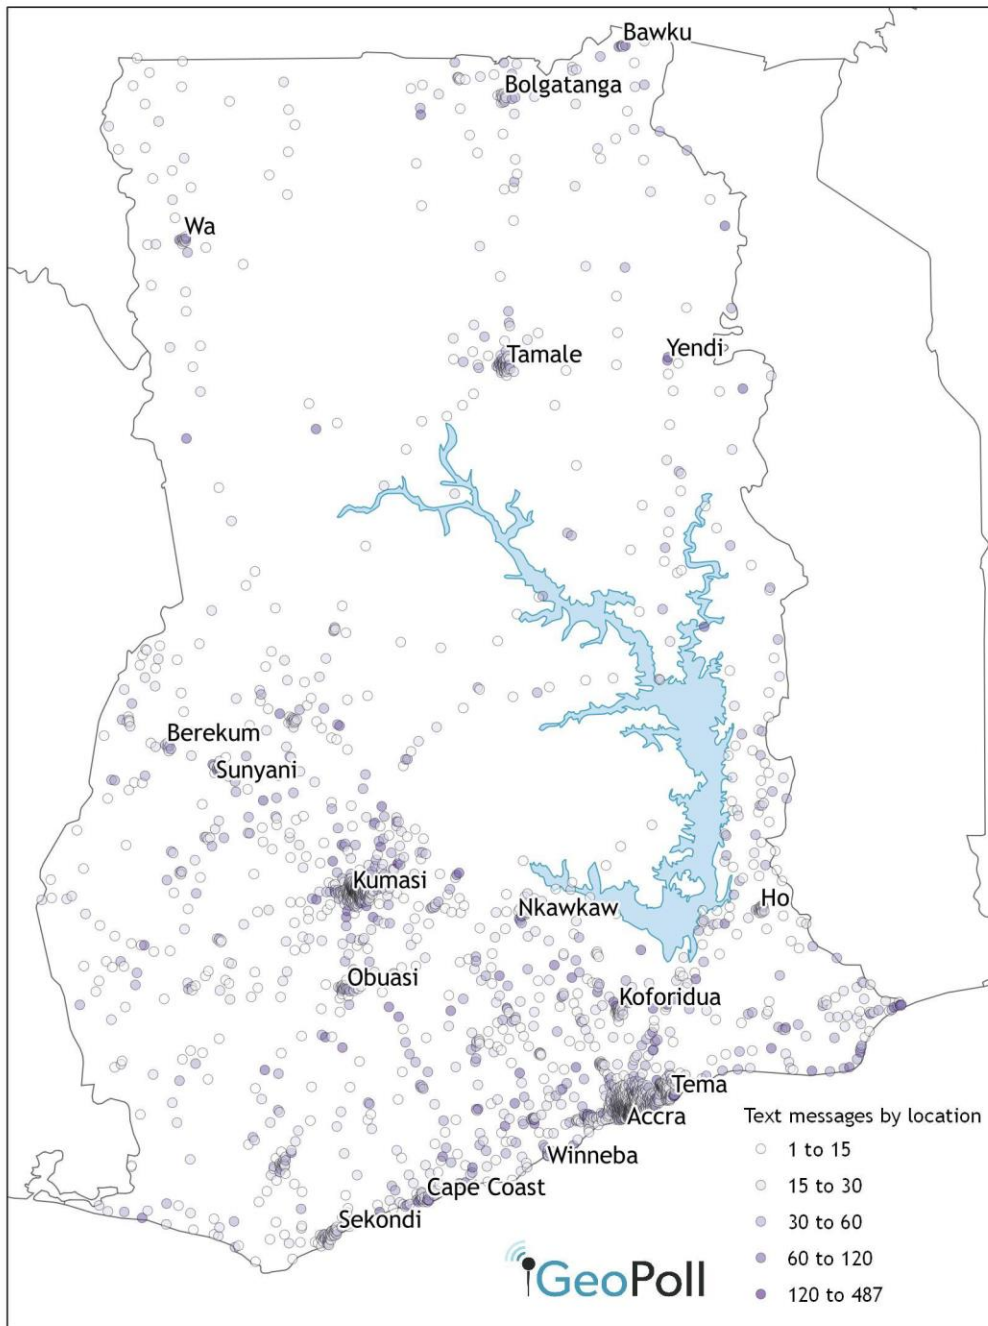 Bawku
Bolgatanga
Wa
Tamale
Yendi
Berekum
Sunyani
Kumasi
Nkawkaw
Ho
Obuasi
Koforidua
Tema
Accra
Winneba
Cape Coast
Sekondi
Text messages by location
1 to 15
15 to 30
30 to 60
60 to 120
120 to 487
GeoPoll